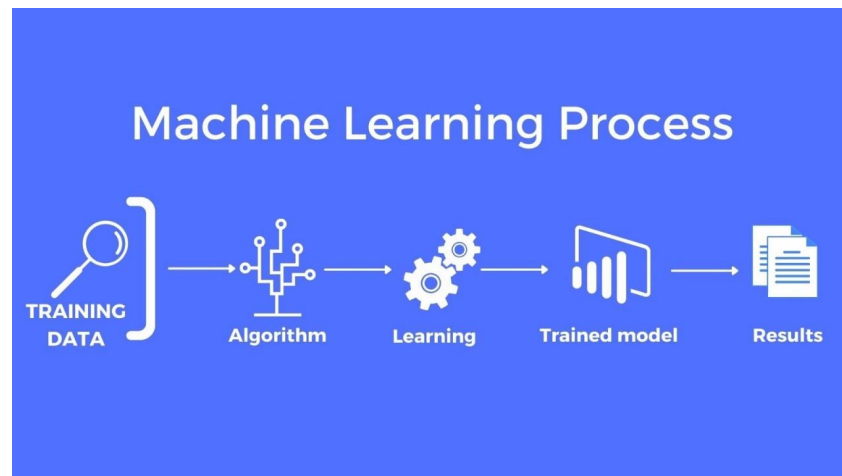 Machine Learning Process
TRAINING
DATA
Algorithm
Learning
Trained model
Results